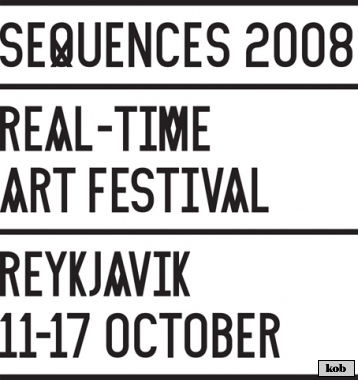 SEQUENCES 2008
REAL-TIME
ART FESTIVAL
REYKJAVIK
11-17 OCTOBER
kob